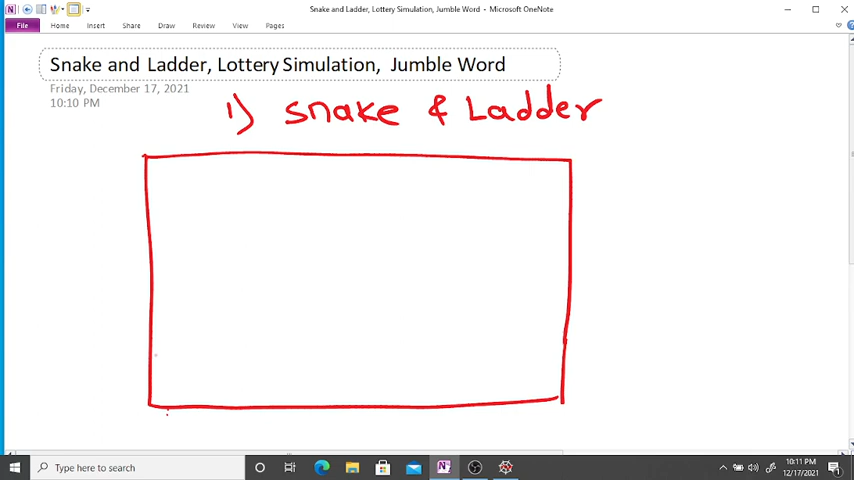 Snake and Ladder, Lottery Simulation, Jumble Word - Microsoft OneNote
File Home Insert Share Draw Review View Pages
Snake and Ladder, Lottery Simulation, Jumble Word
Friday, December 17, 2021
10:10 PM
1) Snake & Ladder
Type here to search
10:11 PM
12/17/2021